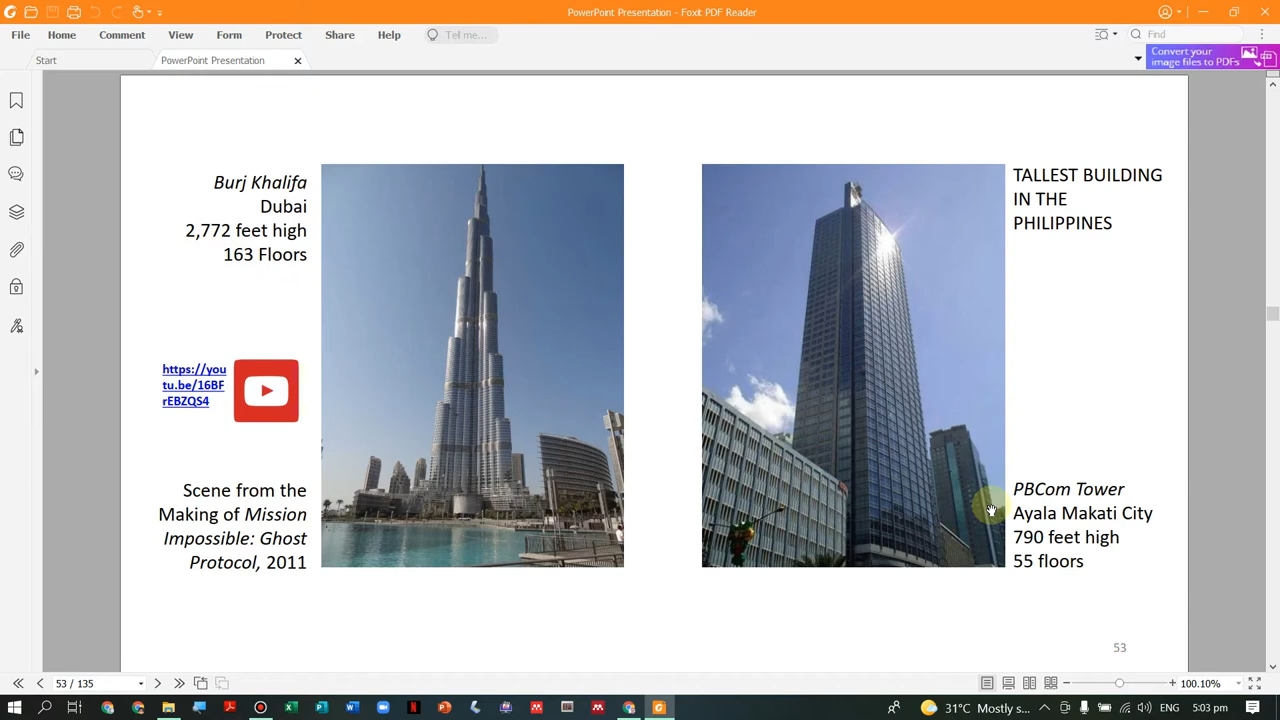 PowerPoint Presentation - Foxit PDF Reader
File Home Comment View Form Protect Share Help Tell me... Find
Start PowerPoint Presentation
Convert your
image files to PDFs
Burj Khalifa
Dubai
2,772 feet high
163 Floors
https://you
tu.be/16BF
rEBZQS4
Scene from the
Making of Mission
Impossible: Ghost
Protocol, 2011
TALLEST BUILDING
IN THE
PHILIPPINES
PBCom Tower
Ayala Makati City
790 feet high
55 floors
53
53 / 135 100.10%
31°C Mostly s... ENG 5:03 pm